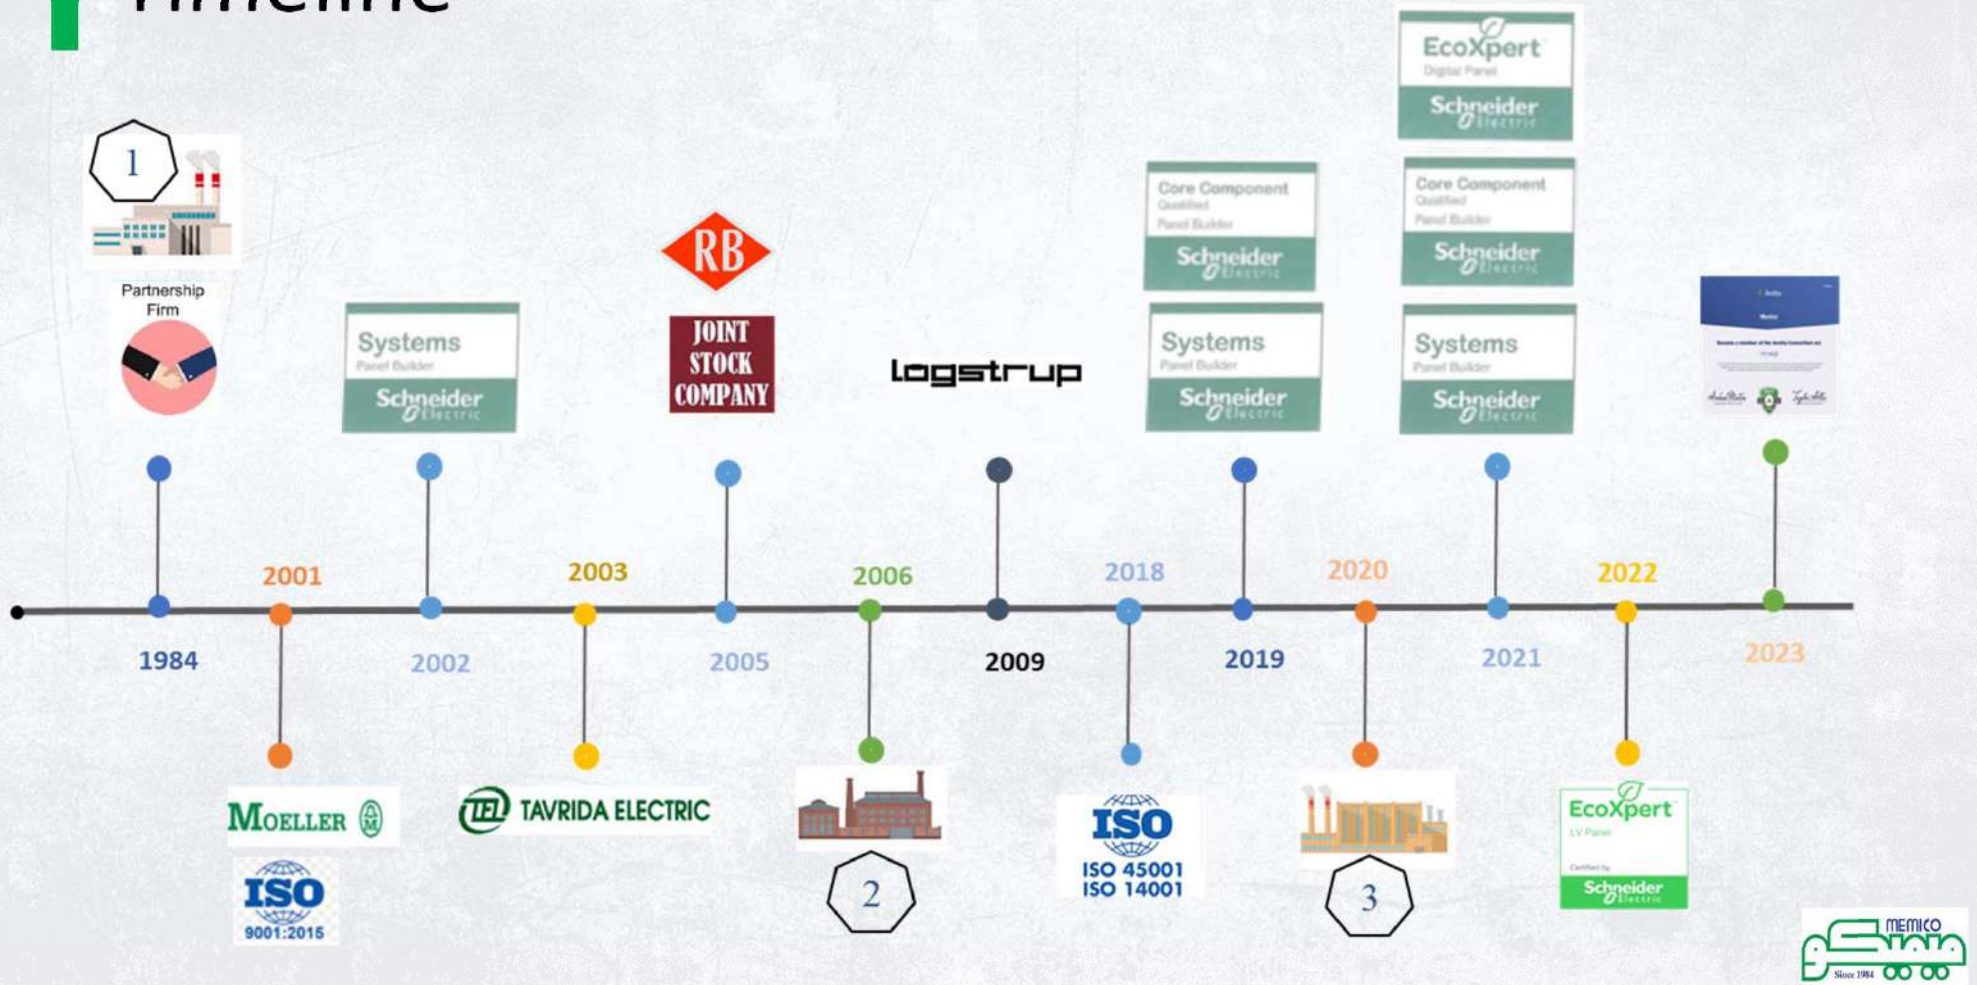 Timeline
1
Partnership
Firm
Systems
Panel Builder
Schneider
Electric
RB
JOINT
STOCK
COMPANY
logstrup
Core Component
Qualified
Panel Builder
Schneider
Electric
Systems
Panel Builder
Schneider
Electric
EcoXpert
Digital Panel
Schneider
Electric
Core Component
Qualified
Panel Builder
Schneider
Electric
Systems
Panel Builder
Schneider
Electric
2001
2003
2006
2018
2020
2022
1984
2002
2005
2009
2019
2021
2023
MOELLER
ISO
9001:2015
TEL TAVRIDA ELECTRIC
2
ISO
ISO 45001
ISO 14001
3
EcoXpert
LV Panel
Certified by
Schneider
Electric
MEMICO
ميميكو
Since 1984